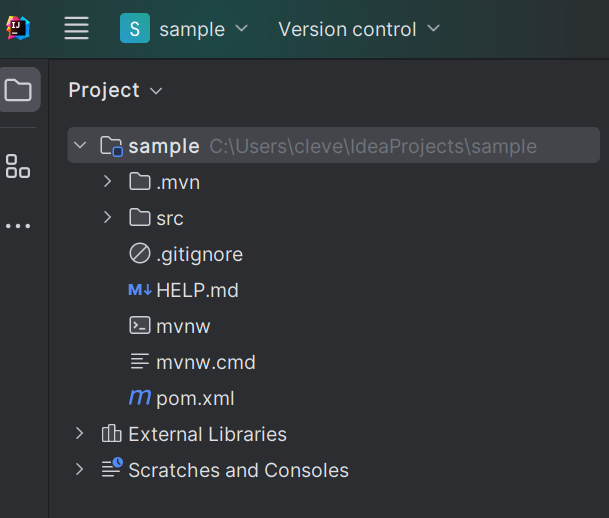 IJ
S sample Version control
Project
sample C:\Users\cleve\IdeaProjects\sample
.mvn
src
.gitignore
M↓ HELP.md
mvnw
mvnw.cmd
m pom.xml
External Libraries
Scratches and Consoles